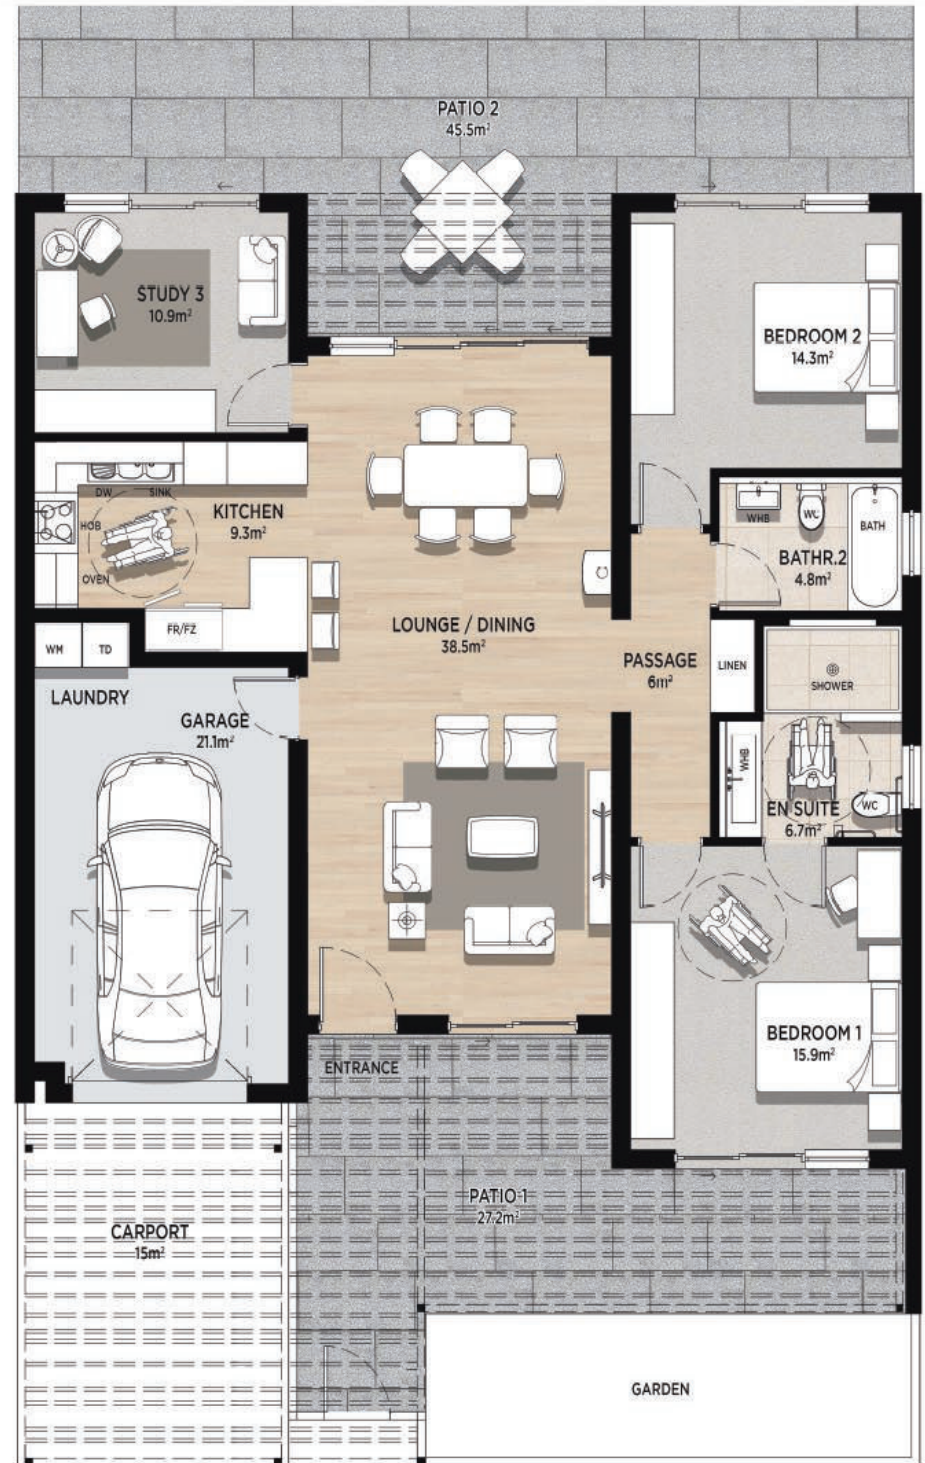 PATIO 2
45.5m²
STUDY 3
10.9m²
BEDROOM 2
14.3m²
DW
SINK
KITCHEN
9.3m²
HOB
OVEN
WHB
WC
BATH
BATHR.2
4.8m²
FR/FZ
LOUNGE / DINING
38.5m²
WM
TD
PASSAGE
6m²
LINEN
SHOWER
LAUNDRY
GARAGE
21.1m²
WHB
EN SUITE
6.7m²
WC
BEDROOM 1
15.9m²
ENTRANCE
PATIO 1
27.2m²
CARPORT
15m²
GARDEN